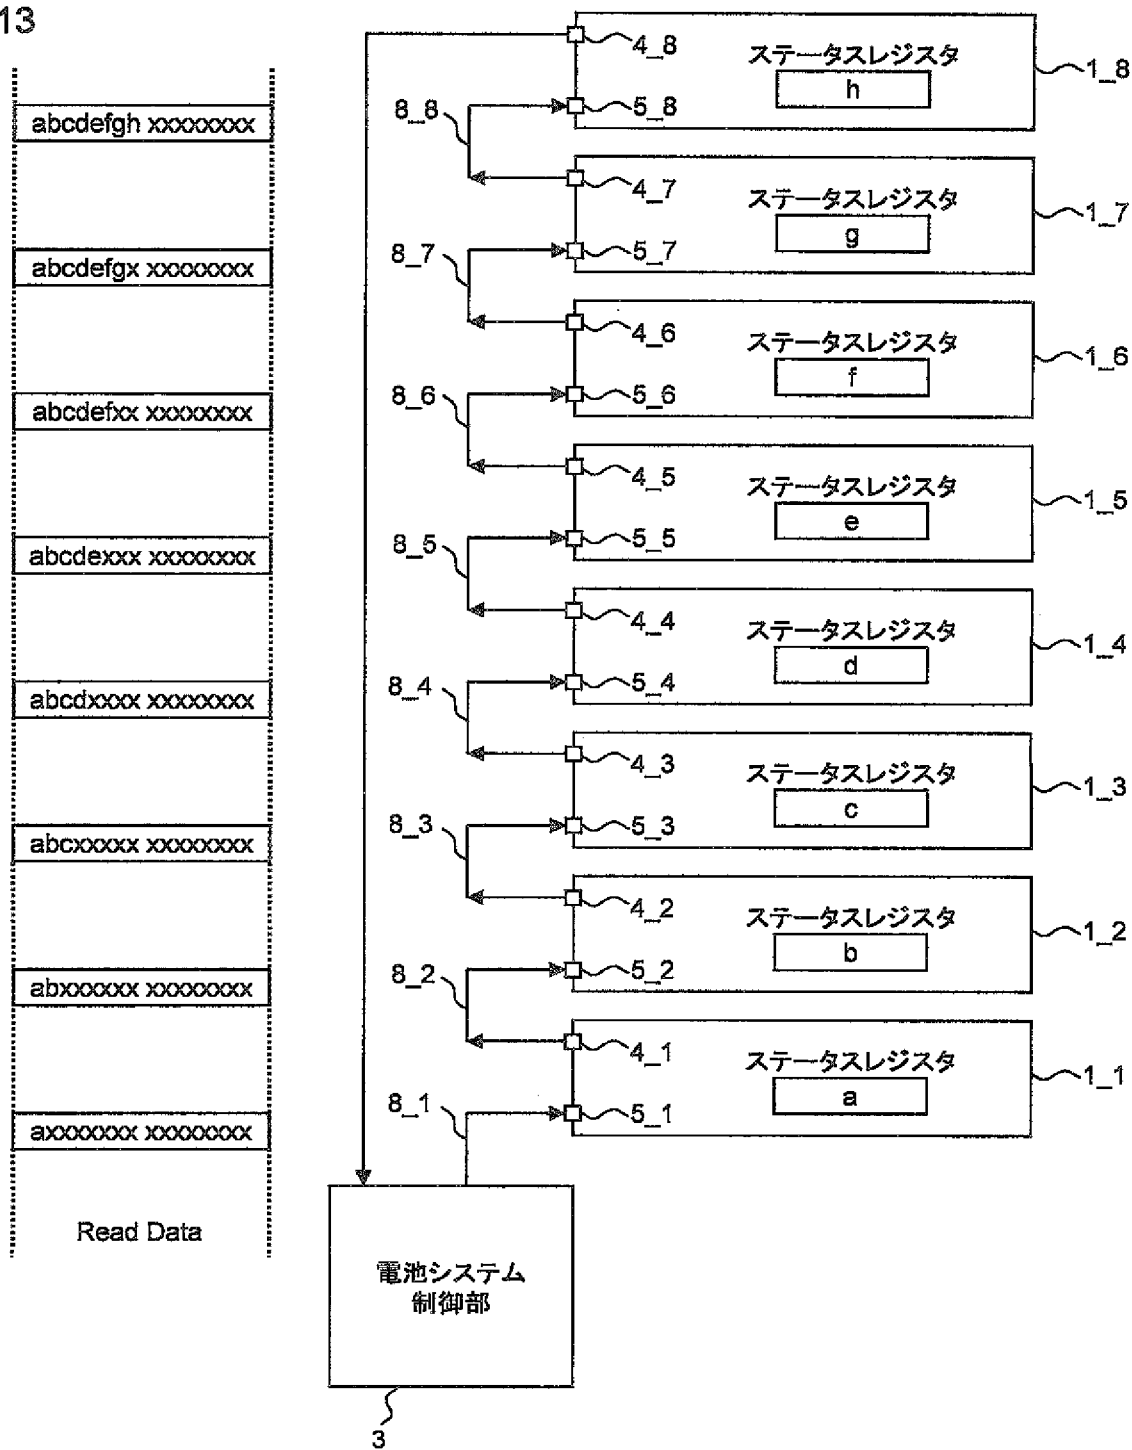 13
4_8
ステータスレジスタ
h
1_8
5_8
8_8
abcdefgh xxxxxxxx
4_7
ステータスレジスタ
g
1_7
5_7
8_7
abcdefgx xxxxxxxx
4_6
ステータスレジスタ
f
1_6
5_6
8_6
abcdefxx xxxxxxxx
4_5
ステータスレジスタ
e
1_5
5_5
8_5
abcdexxx xxxxxxxx
4_4
ステータスレジスタ
d
1_4
5_4
8_4
abcdxxxx xxxxxxxx
4_3
ステータスレジスタ
c
1_3
5_3
8_3
abcxxxxx xxxxxxxx
4_2
ステータスレジスタ
b
1_2
5_2
8_2
abxxxxxx xxxxxxxx
4_1
ステータスレジスタ
a
1_1
5_1
8_1
axxxxxxx xxxxxxxx
Read Data
電池システム
制御部
3